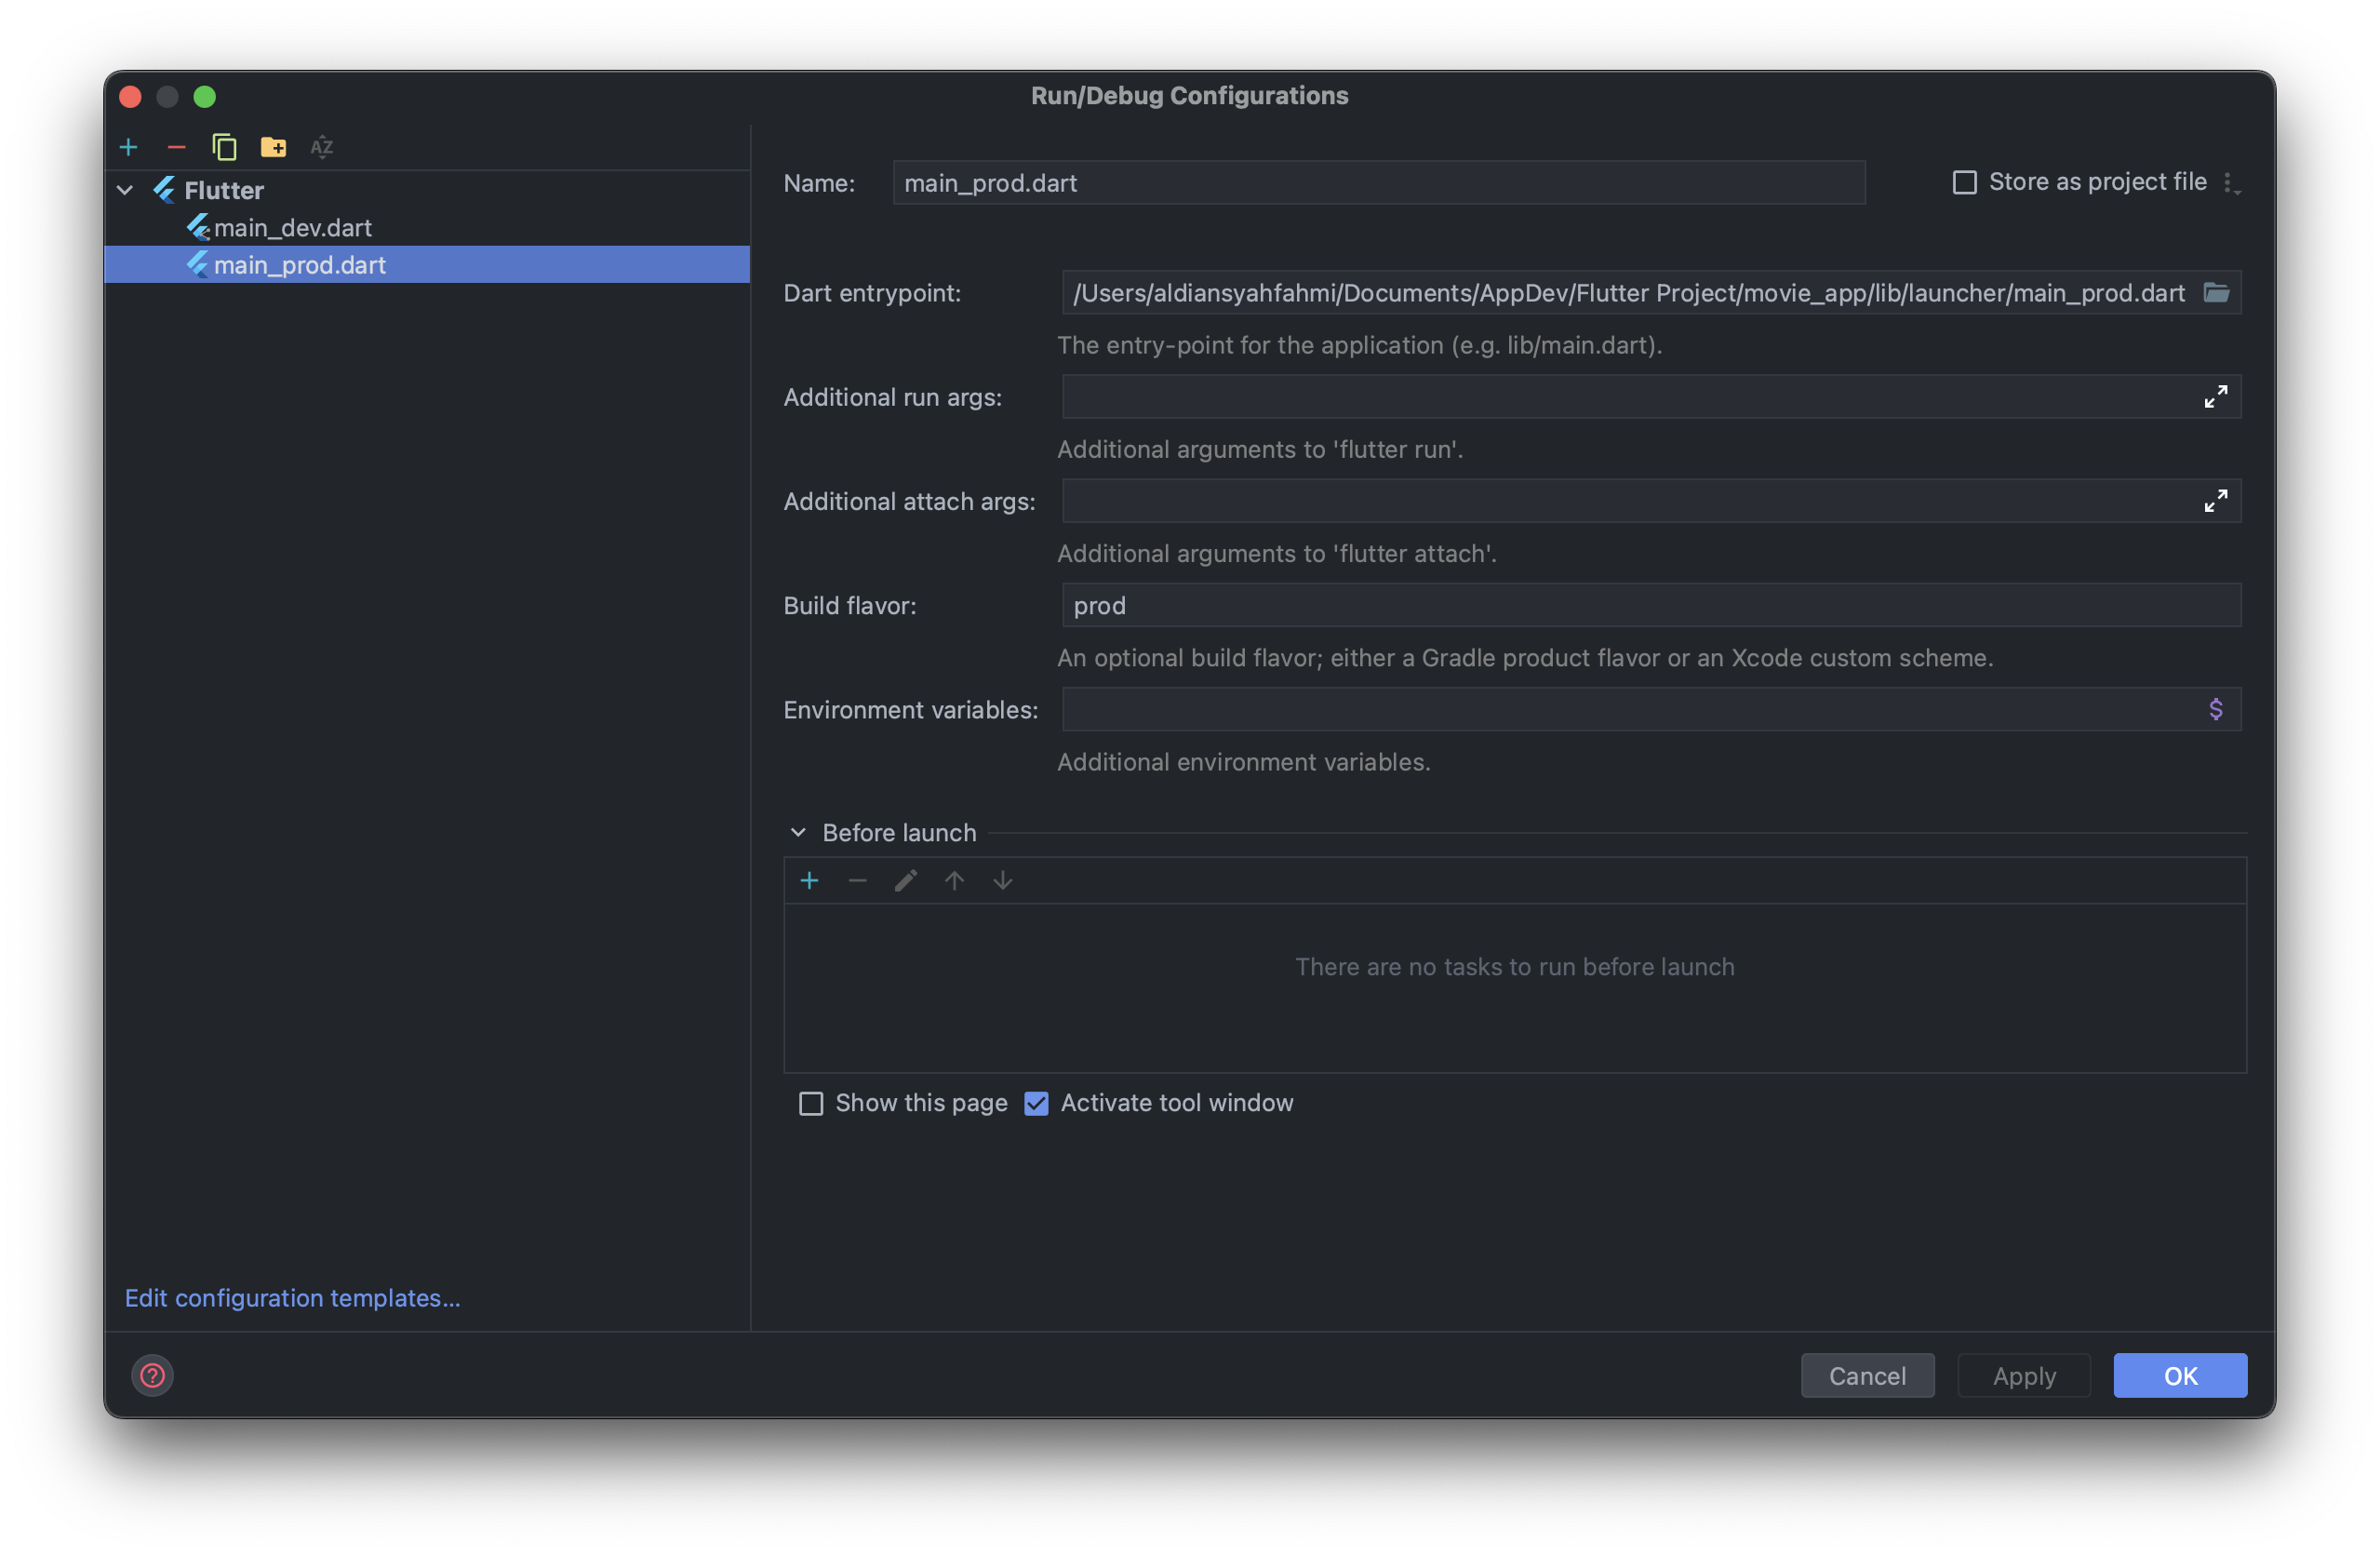 Run/Debug Configurations
AZ
Flutter
main_dev.dart
main_prod.dart
Name: main_prod.dart
Store as project file
Dart entrypoint: /Users/aldiansyahfahmi/Documents/AppDev/Flutter Project/movie_app/lib/launcher/main_prod.dart
The entry-point for the application (e.g. lib/main.dart).
Additional run args:
Additional arguments to 'flutter run'.
Additional attach args:
Additional arguments to 'flutter attach'.
Build flavor: prod
An optional build flavor; either a Gradle product flavor or an Xcode custom scheme.
Environment variables: $
Additional environment variables.
Before launch
There are no tasks to run before launch
Show this page Activate tool window
Edit configuration templates...
? Cancel Apply OK